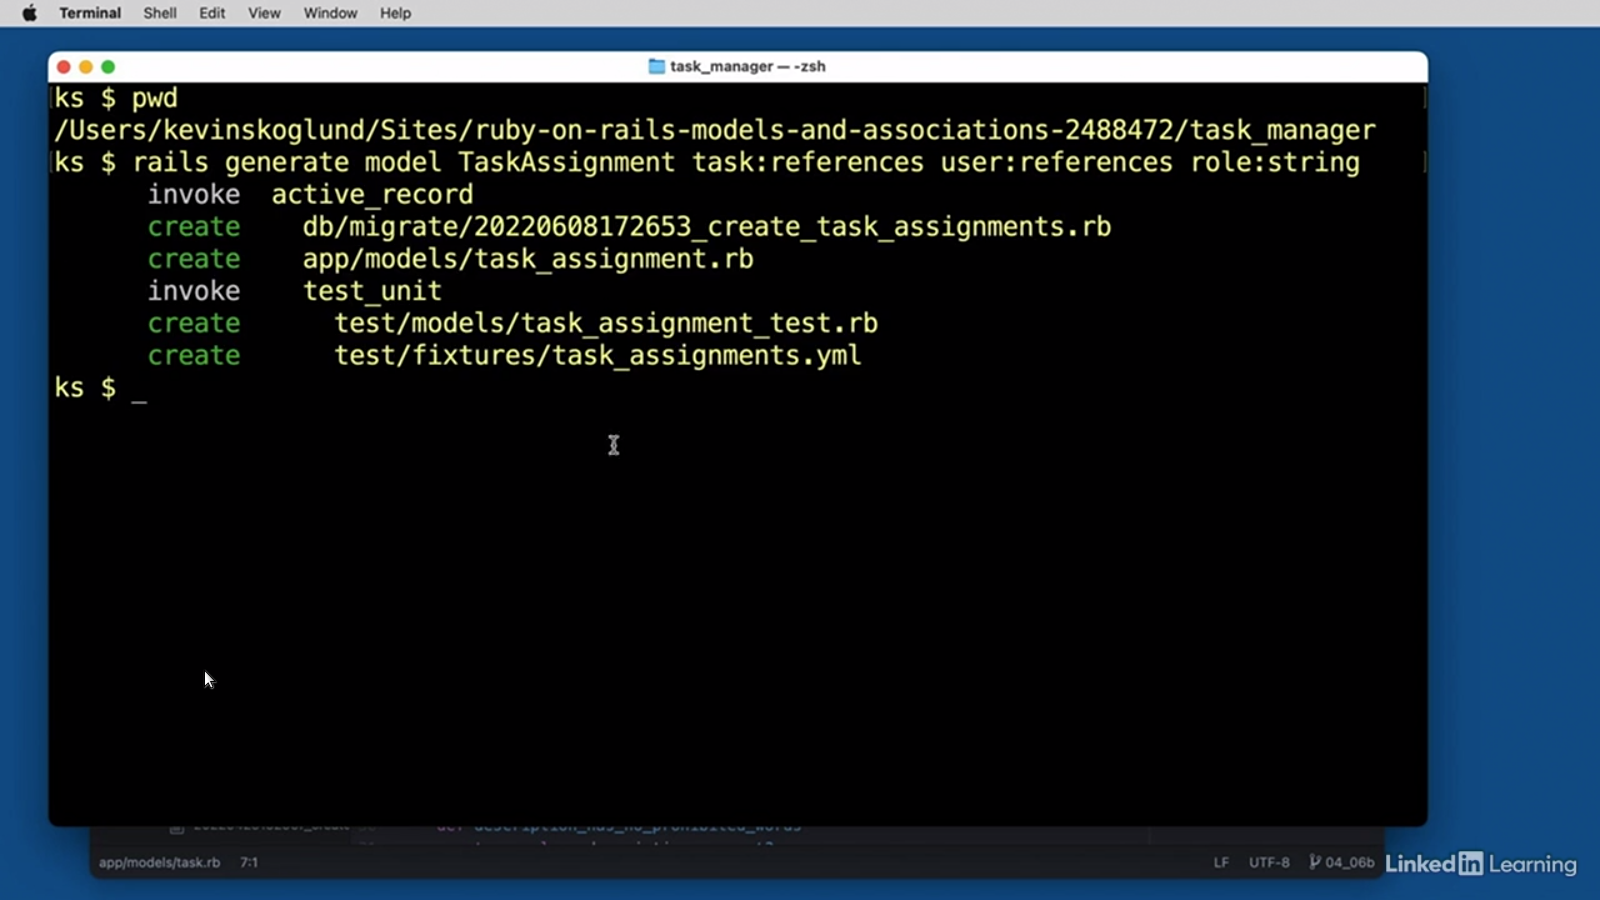 Terminal Shell Edit View Window Help
task_manager — -zsh
ks $ pwd
/Users/kevinskoglund/Sites/ruby-on-rails-models-and-associations-2488472/task_manager
ks $ rails generate model TaskAssignment task:references user:references role:string
invoke active_record
create db/migrate/20220608172653_create_task_assignments.rb
create app/models/task_assignment.rb
invoke test_unit
create test/models/task_assignment_test.rb
create test/fixtures/task_assignments.yml
ks $ _
def description_has_no_prohibited_words
app/models/task.rb 7:1 LF UTF-8 04_06b
LinkedIn Learning